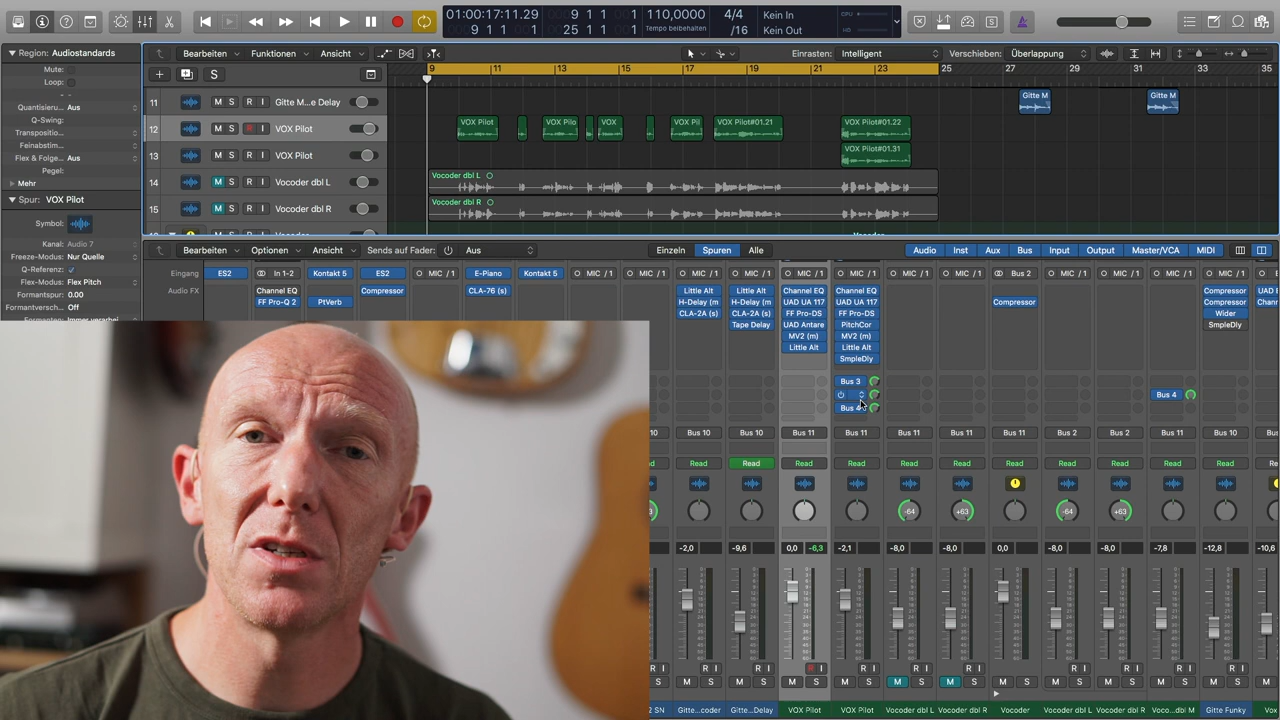 01:00:17:11.29
9 1 1 1
9 1 1 1
25 1 1 1
110,0000
Tempo beibehalten
4/4
/16
Kein In
Kein Out
CPU
Region: Audiostandards
Bearbeiten
Funktionen
Ansicht
Einrasten: Intelligent
Verschieben: Überlappung
Mute:
Loop:
Quantisieru... Aus
Q-Swing:
Transpositio...
Feinabstim...
Flex & Folge... Aus
Pegel:
Mehr
Spur: VOX Pilot
Symbol:
Kanal: Audio 7
Freeze-Modus: Nur Quelle
Q-Referenz:
Flex-Modus: Flex Pitch
Formantspur: 0.00
Formantversch... Off
S
9 11 13 15 17 19 21 23 25 27 29 31 33 35
11 M S R I Gitte M...e Delay
Gitte M Gitte M
12 M S R I VOX Pilot
VOX Pilot VOX Pilo VOX VOX Pil VOX Pilot#01.21 VOX Pilot#01.22
13 M S R I VOX Pilot
VOX Pilot#01.31
14 M S R I Vocoder dbl L
Vocoder dbl L
15 M S R I Vocoder dbl R
Vocoder dbl R
Bearbeiten Optionen Ansicht Sends auf Fader: Aus
Einzeln Spuren Alle
Audio Inst Aux Bus Input Output Master/VCA MIDI
Eingang ES2 In 1-2 Kontakt 5 ES2 MIC / 1 E-Piano Kontakt 5 MIC / 1 MIC / 1 MIC / 1 MIC / 1 MIC / 1 MIC / 1 MIC / 1 MIC / 1 Bus 2 MIC / 1 MIC / 1 MIC / 1 MIC / 1
Audio FX Channel EQ Compressor CLA-76 (s) Little Alt Little Alt Channel EQ Channel EQ Compressor
FF Pro-Q 2 PtVerb H-Delay (m H-Delay (m UAD UA 117 UAD UA 117 Compressor Compressor
CLA-2A (s) CLA-2A (s) FF Pro-DS FF Pro-DS Wider
Tape Delay UAD Antare PitchCor SmpleDly
MV2 (m) MV2 (m)
Little Alt Little Alt
SmpleDly
Bus 3
Bus 4
Bus 4
Bus 10 Bus 10 Bus 11 Bus 11 Bus 11 Bus 11 Bus 11 Bus 2 Bus 2 Bus 11 Bus 10
Read Read Read Read Read Read Read Read Read Read Read
-64 +63 -64 +63
-2,0 -9,6 0,0 -6,3 -2,1 -8,0 -8,0 0,0 -8,0 -8,0 -7,8 -12,8 -10,6
R I R I R I R I R I R I R I R I R I R I
M S M S M S M S M S M S M S M S M S M S M S M
2 SN Gitte...coder Gitte...Delay VOX Pilot VOX Pilot Vocoder dbl L Vocoder dbl R Vocoder Vocoder dbl L Vocoder dbl R Voco...dbl M Gitte Funky